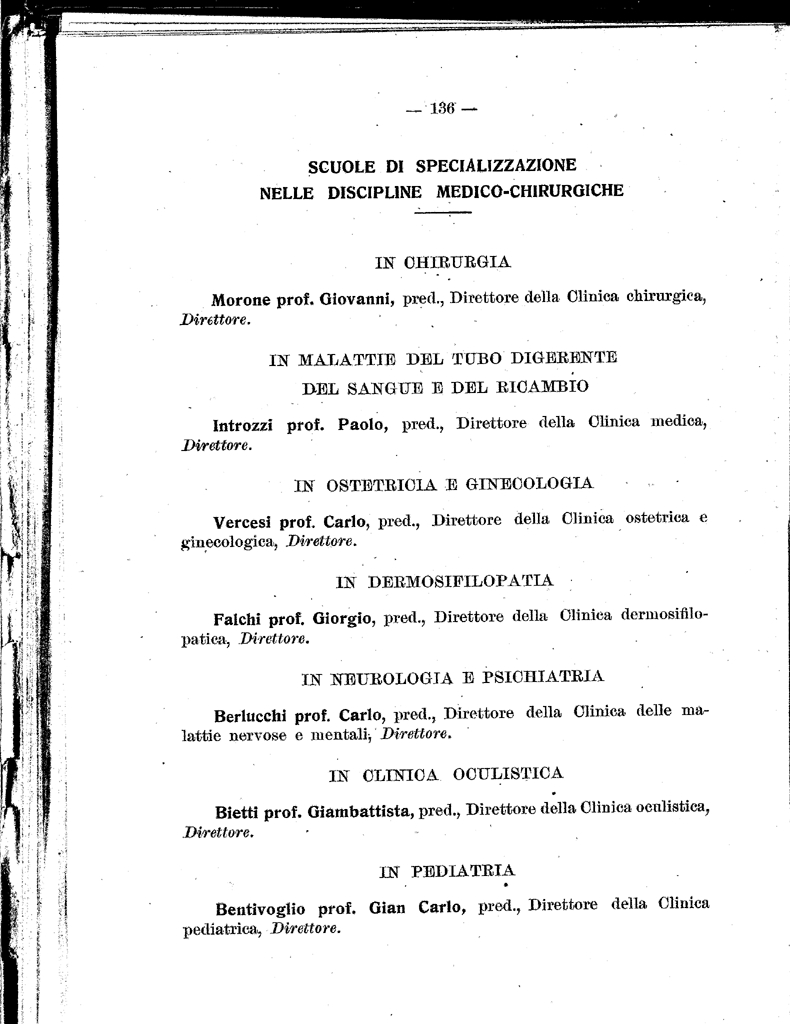 — 136 —
SCUOLE DI SPECIALIZZAZIONE
NELLE DISCIPLINE MEDICO-CHIRURGICHE
IN CHIRURGIA
Morone prof. Giovanni, pred., Direttore della Clinica chirurgica,
Direttore.
IN MALATTIE DEL TUBO DIGERENTE
DEL SANGUE E DEL RICAMBIO
Introzzi prof. Paolo, pred., Direttore della Clinica medica,
Direttore.
IN OSTETRICIA E GINECOLOGIA
Vercesi prof. Carlo, pred., Direttore della Clinica ostetrica e
ginecologica, Direttore.
IN DERMOSIFILOPATIA
Falchi prof. Giorgio, pred., Direttore della Clinica dermosifilo-
patica, Direttore.
IN NEUROLOGIA E PSICHIATRIA
Berlucchi prof. Carlo, pred., Direttore della Clinica delle ma-
lattie nervose e mentali, Direttore.
IN CLINICA OCULISTICA
Bietti prof. Giambattista, pred., Direttore della Clinica oculistica,
Direttore.
IN PEDIATRIA
Bentivoglio prof. Gian Carlo, pred., Direttore della Clinica
pediatrica, Direttore.